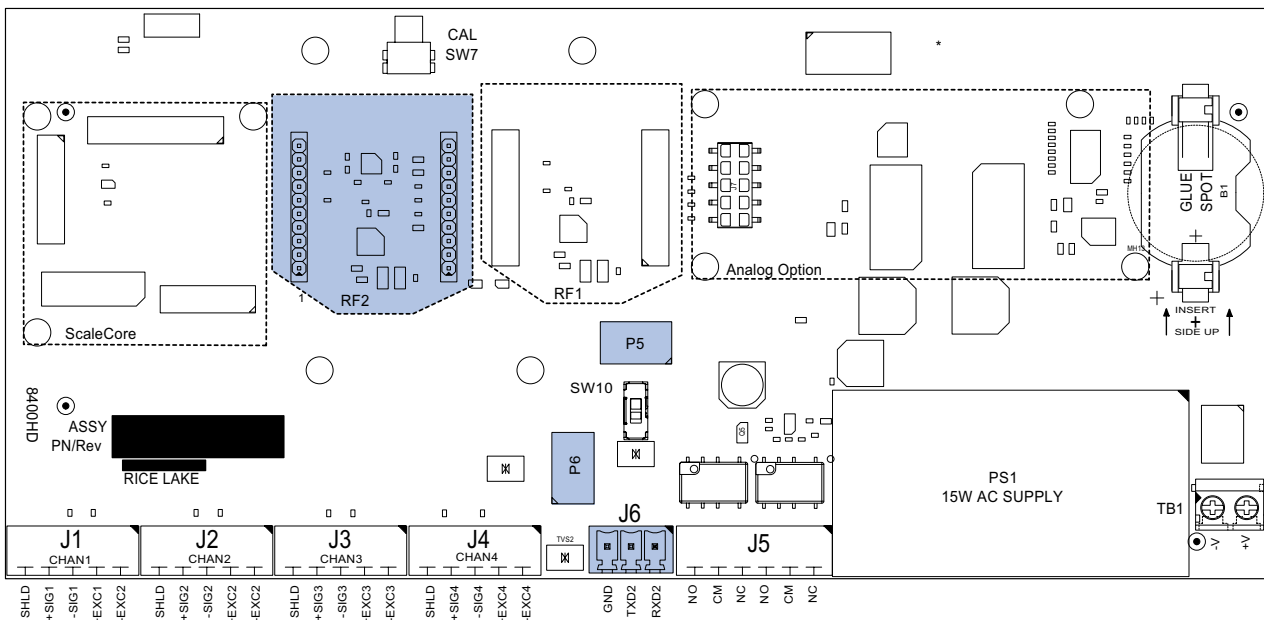 CAL
SW7
*
J7
GLUE
SPOT
B1
MH13
1
RF2
RF1
Analog Option
ScaleCore
INSERT
+
SIDE UP
P5
SW10
8400HD
ASSY
PN/Rev
RICE LAKE
P6
Q5
PS1
15W AC SUPPLY
TB1
-V
+V
J1
CHAN1
J2
CHAN2
J3
CHAN3
J4
CHAN4
TVS2
J6
J5
SHLD
+SIG1
-SIG1
-EXC1
-EXC2
SHLD
+SIG2
-SIG2
-EXC2
-EXC2
SHLD
+SIG3
-SIG3
-EXC3
-EXC3
SHLD
+SIG4
-SIG4
-EXC4
-EXC4
GND
TXD2
RXD2
NO
CM
NC
NO
CM
NC